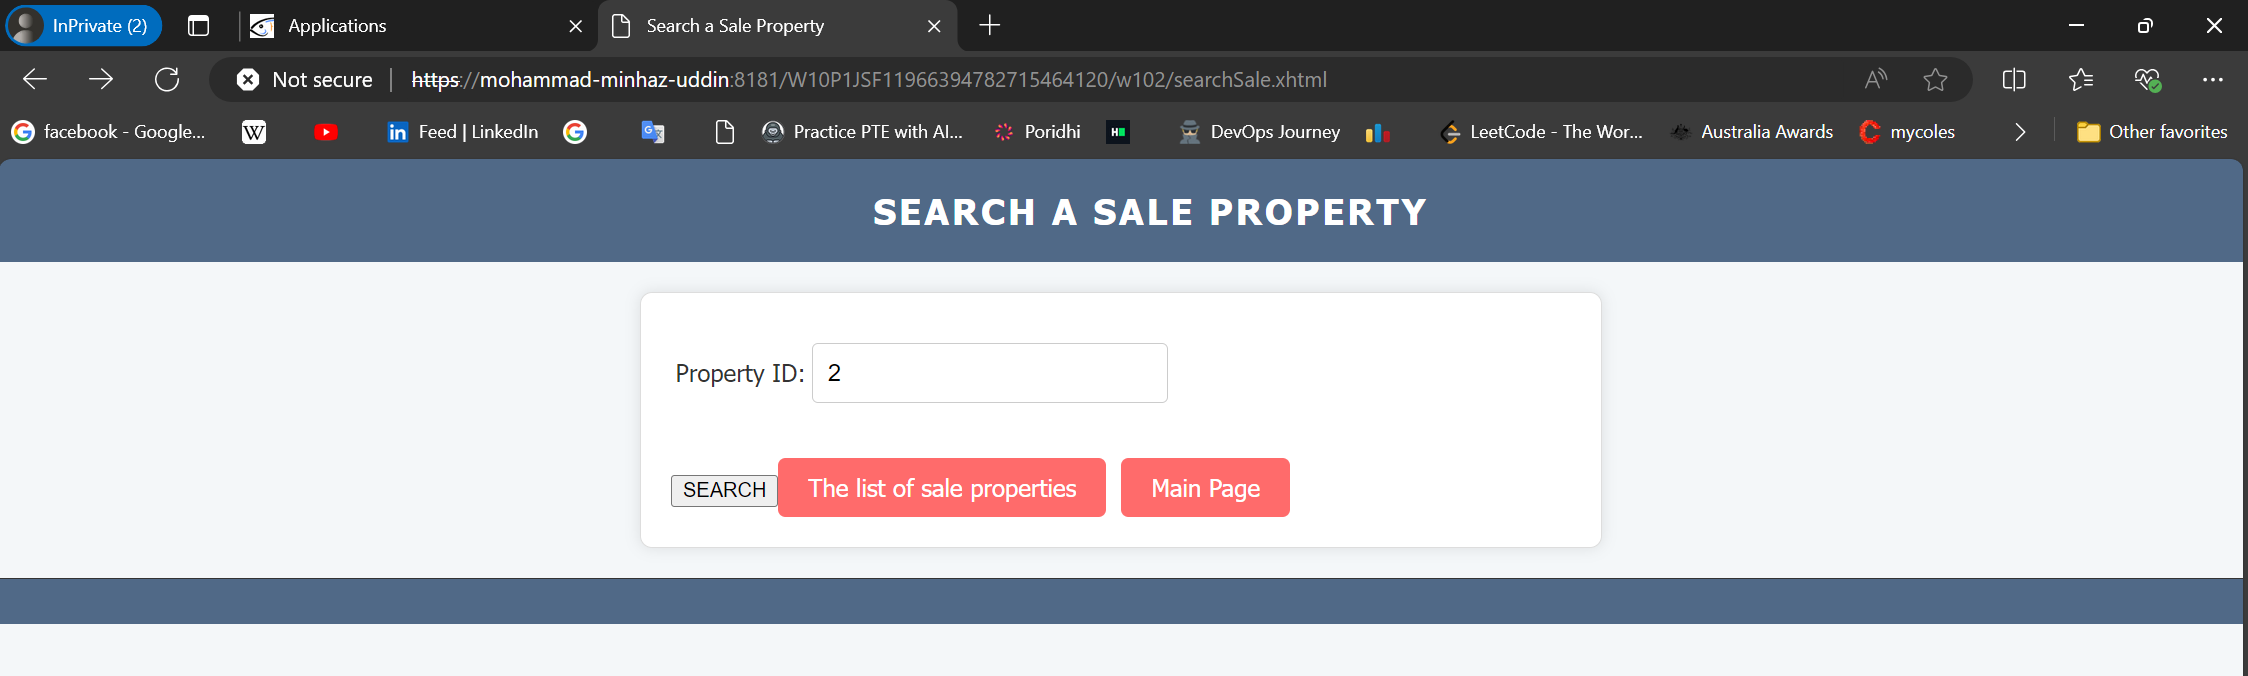 InPrivate (2)
Applications
Search a Sale Property
Not secure
https://mohammad-minhaz-uddin:8181/W10P1JSF11966394782715464120/w102/searchSale.xhtml
facebook - Google...
W
in Feed | LinkedIn
Practice PTE with AI...
Poridhi
DevOps Journey
LeetCode - The Wor...
Australia Awards
mycoles
Other favorites
SEARCH A SALE PROPERTY
Property ID: 2
SEARCH The list of sale properties Main Page